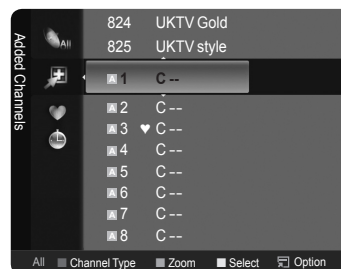 Added Channels
All
824 UKTV Gold
825 UKTV style
A 1 C --
A 2 C --
A 3 ♥ C --
A 4 C --
A 5 C --
A 6 C --
A 7 C --
A 8 C --
All Channel Type Zoom Select Option